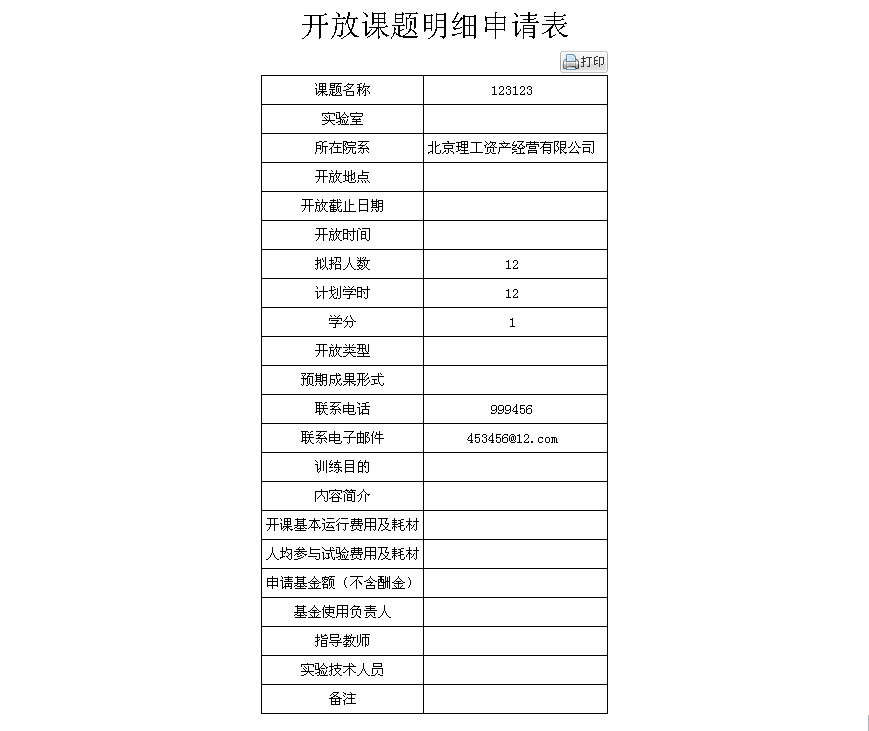 开放课题明细申请表
打印
课题名称 123123
实验室
所在院系 北京理工资产经营有限公司
开放地点
开放截止日期
开放时间
拟招人数 12
计划学时 12
学分 1
开放类型
预期成果形式
联系电话 999456
联系电子邮件 453456@12.com
训练目的
内容简介
开课基本运行费用及耗材
人均参与试验费用及耗材
申请基金额（不含酬金）
基金使用负责人
指导教师
实验技术人员
备注